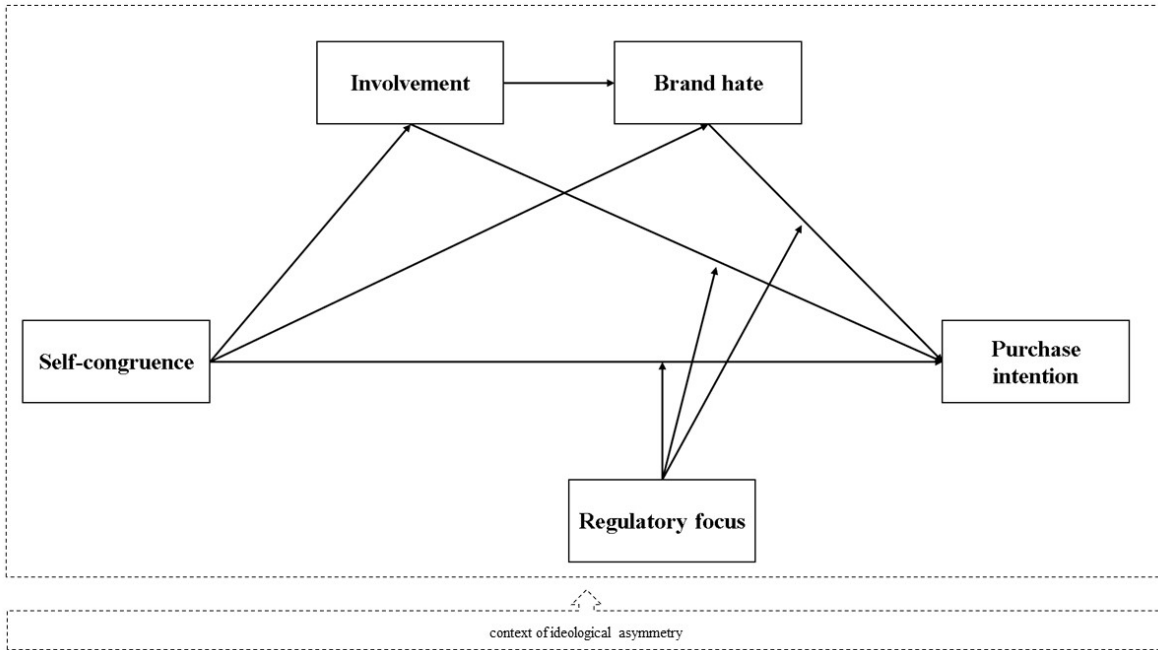 Involvement
Brand hate
Self-congruence
Purchase
intention
Regulatory focus
context of ideological asymmetry